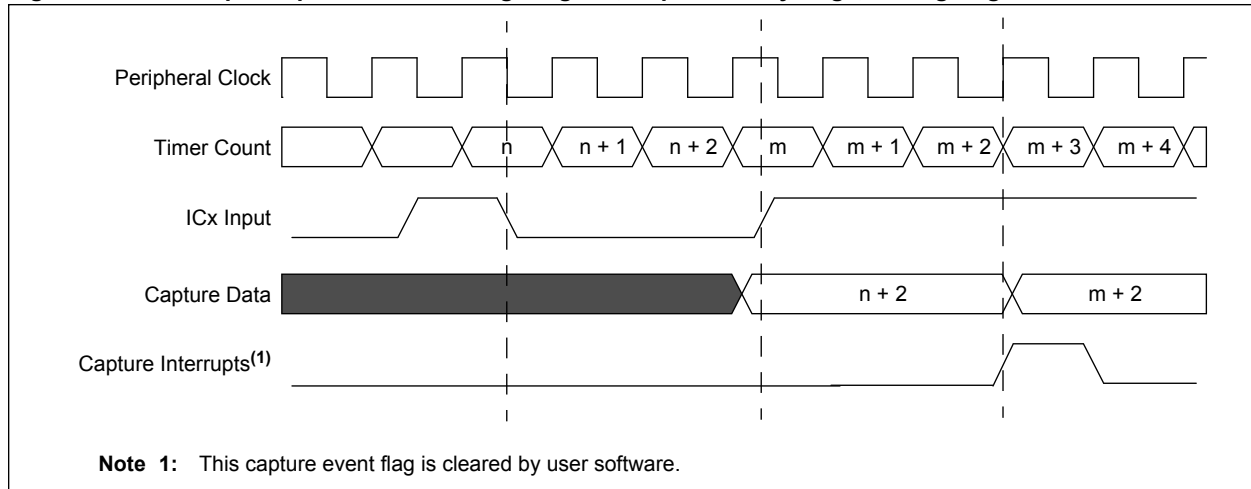 Peripheral Clock
Timer Count
n
n + 1
n + 2
m
m + 1
m + 2
m + 3
m + 4
ICx Input
Capture Data
n + 2
m + 2
Capture Interrupts(1)
Note 1: This capture event flag is cleared by user software.